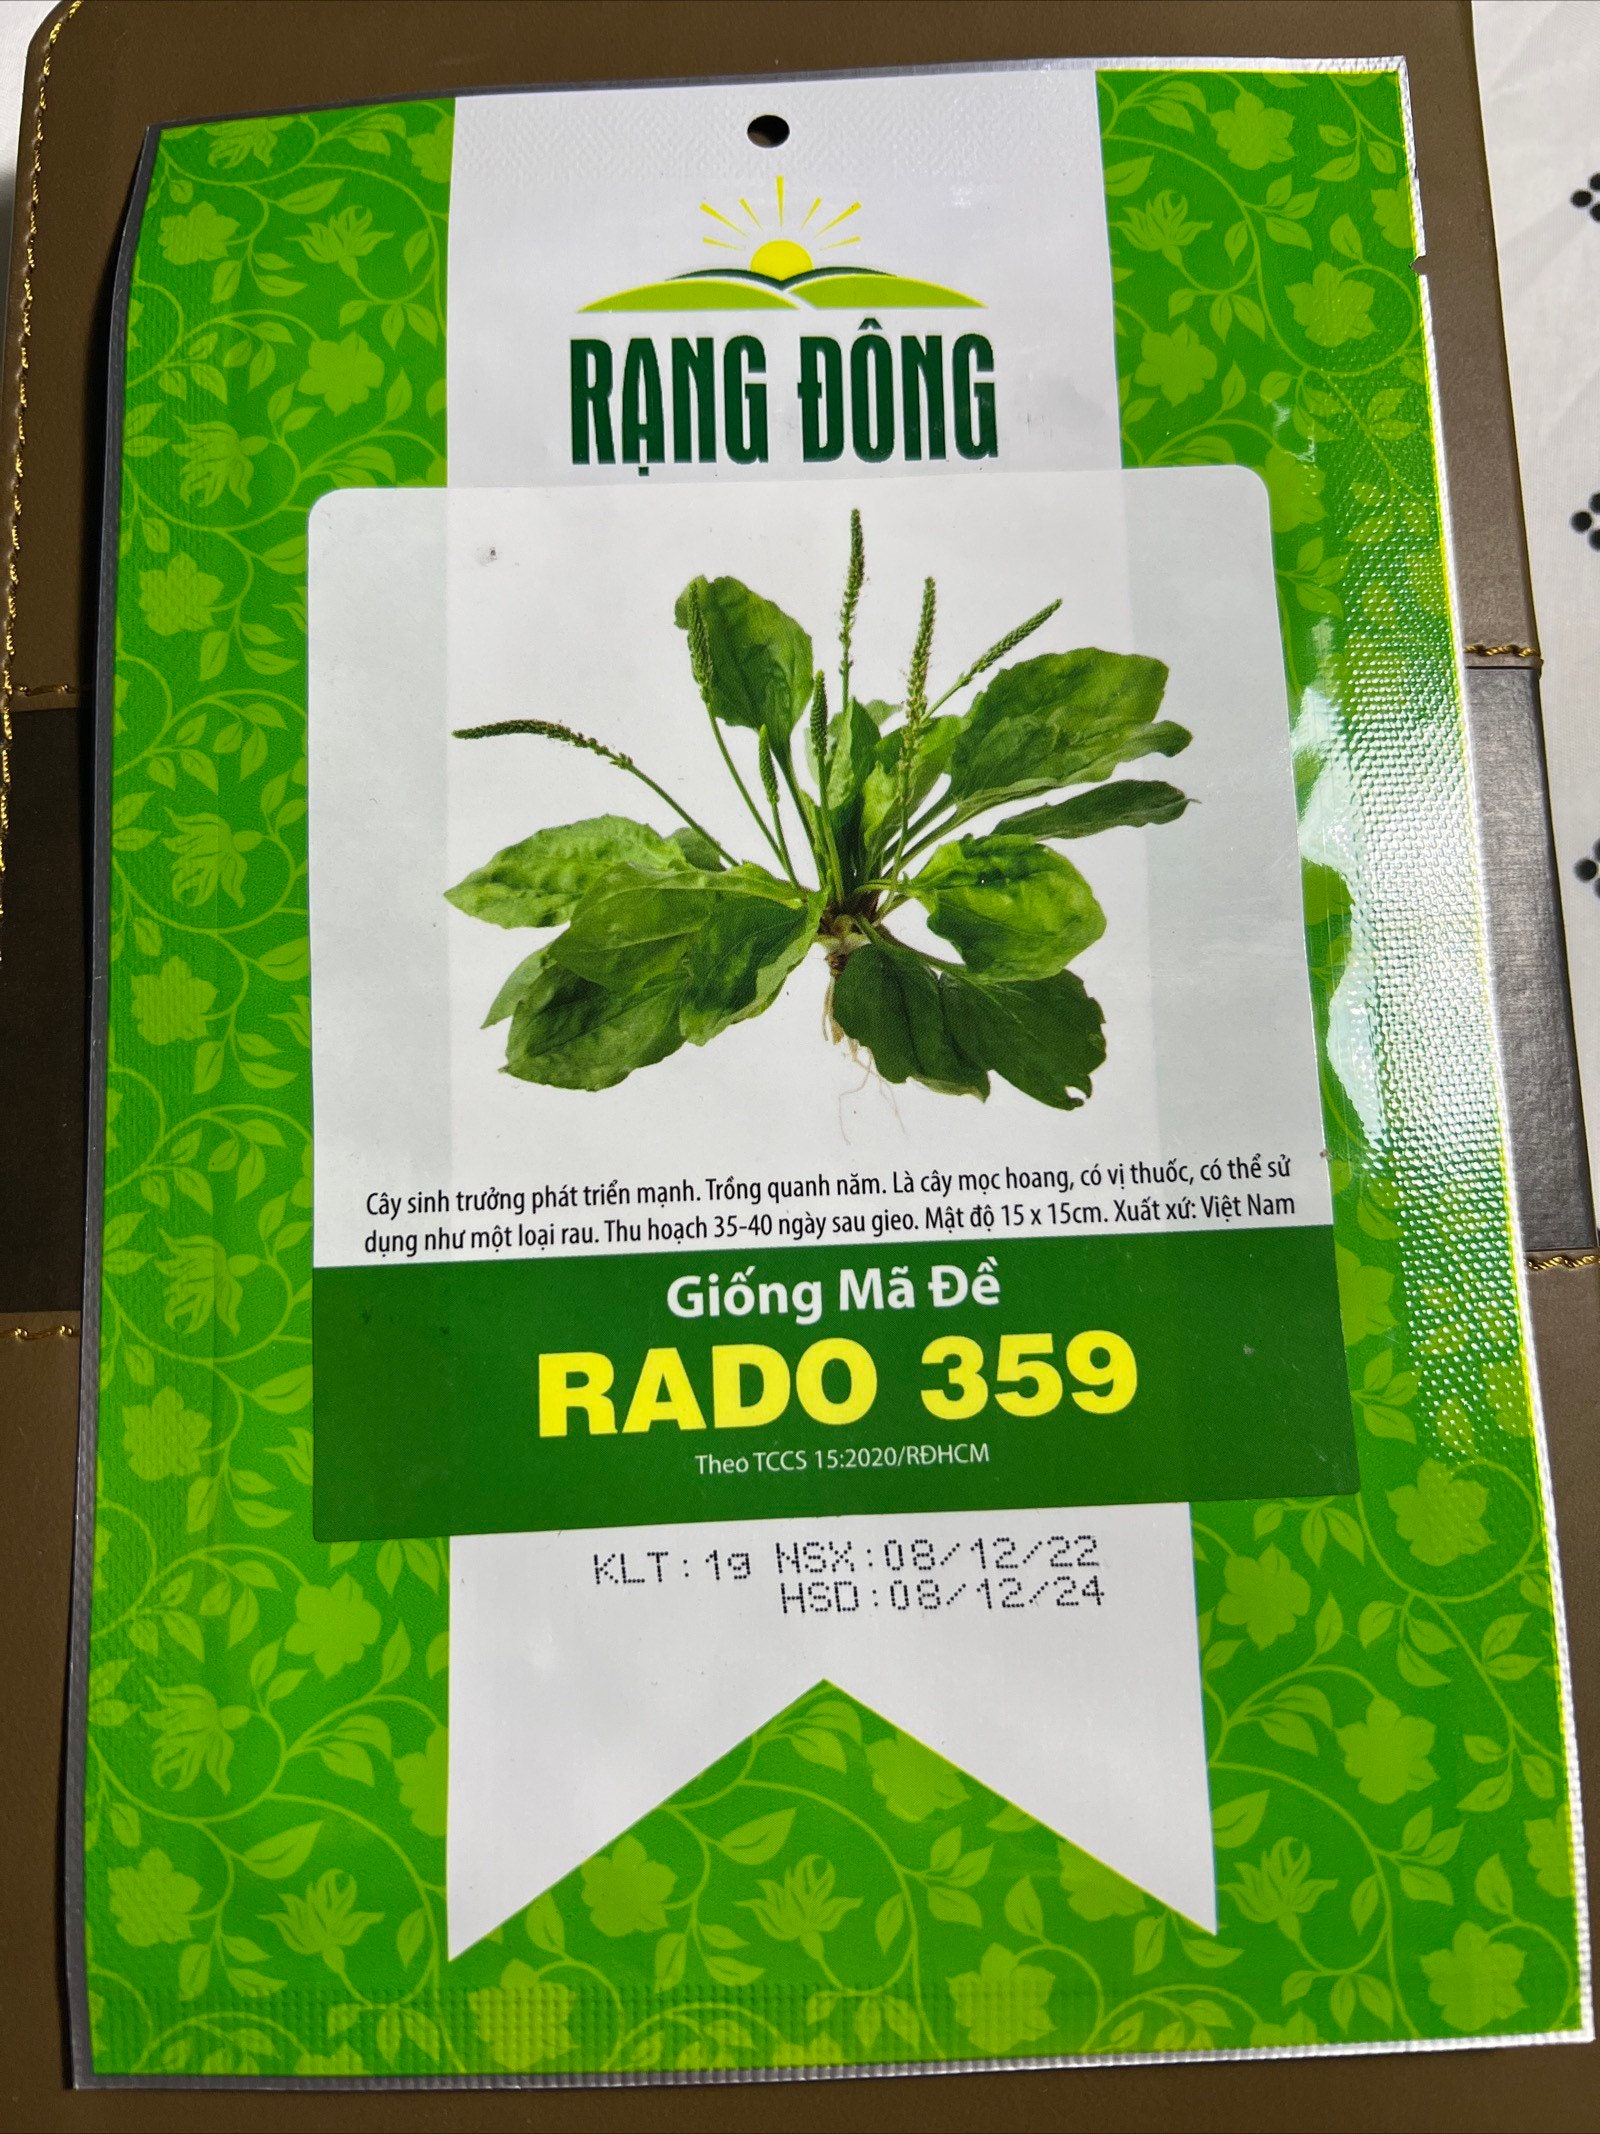 RẠNG ĐÔNG
Cây sinh trưởng phát triển mạnh. Trồng quanh năm. Là cây mọc hoang, có vị thuốc, có thể sử
dụng như một loại rau. Thu hoạch 35-40 ngày sau gieo. Mật độ 15 x 15cm. Xuất xứ: Việt Nam
Giống Mã Đề
RADO 359
Theo TCCS 15:2020/RĐHCM
KLT:1g NSX:08/12/22
HSD:08/12/24